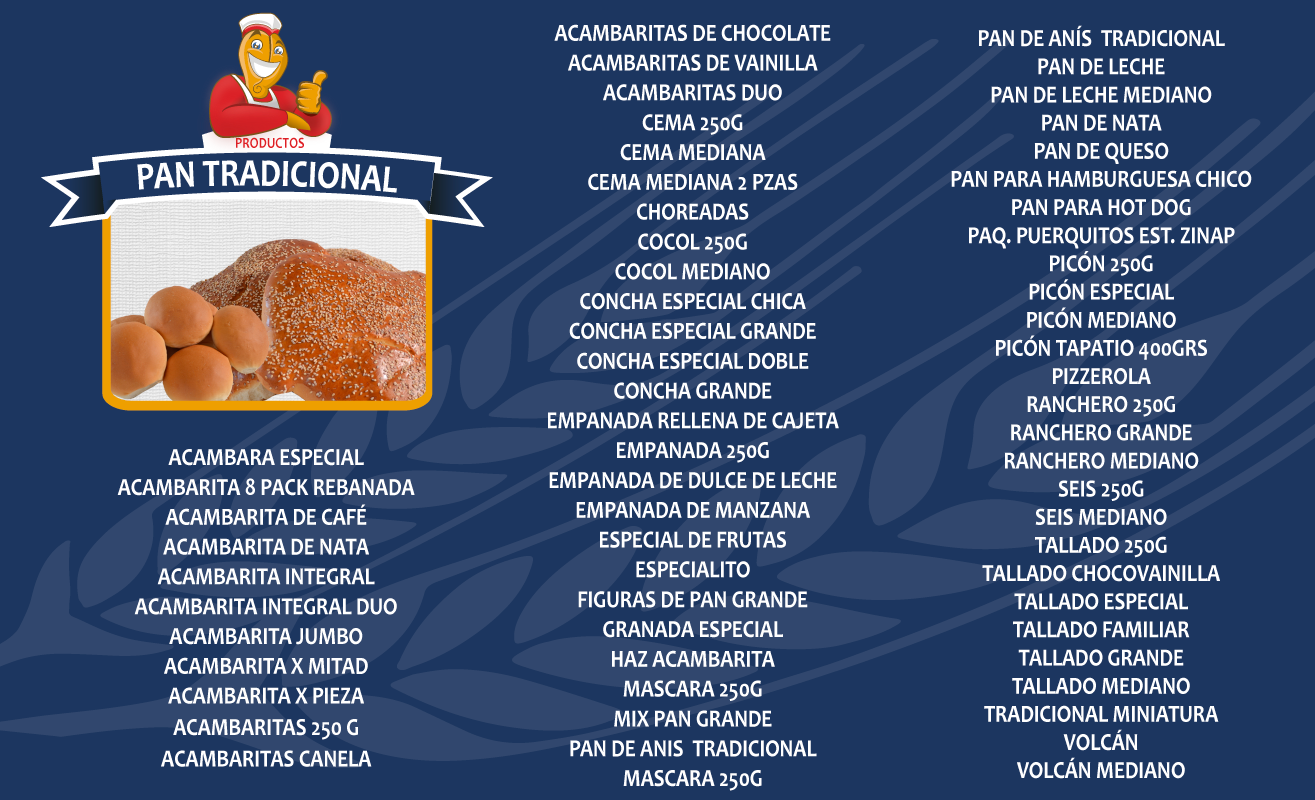 PRODUCTOS
PAN TRADICIONAL
ACAMBARA ESPECIAL
ACAMBARITA 8 PACK REBANADA
ACAMBARITA DE CAFÉ
ACAMBARITA DE NATA
ACAMBARITA INTEGRAL
ACAMBARITA INTEGRAL DUO
ACAMBARITA JUMBO
ACAMBARITA X MITAD
ACAMBARITA X PIEZA
ACAMBARITAS 250 G
ACAMBARITAS CANELA
ACAMBARITAS DE CHOCOLATE
ACAMBARITAS DE VAINILLA
ACAMBARITAS DUO
CEMA 250G
CEMA MEDIANA
CEMA MEDIANA 2 PZAS
CHOREADAS
COCOL 250G
COCOL MEDIANO
CONCHA ESPECIAL CHICA
CONCHA ESPECIAL GRANDE
CONCHA ESPECIAL DOBLE
CONCHA GRANDE
EMPANADA RELLENA DE CAJETA
EMPANADA 250G
EMPANADA DE DULCE DE LECHE
EMPANADA DE MANZANA
ESPECIAL DE FRUTAS
ESPECIALITO
FIGURAS DE PAN GRANDE
GRANADA ESPECIAL
HAZ ACAMBARITA
MASCARA 250G
MIX PAN GRANDE
PAN DE ANIS  TRADICIONAL
MASCARA 250G
PAN DE ANÍS  TRADICIONAL
PAN DE LECHE
PAN DE LECHE MEDIANO
PAN DE NATA
PAN DE QUESO
PAN PARA HAMBURGUESA CHICO
PAN PARA HOT DOG
PAQ. PUERQUITOS EST. ZINAP
PICÓN 250G
PICÓN ESPECIAL
PICÓN MEDIANO
PICÓN TAPATIO 400GRS
PIZZEROLA
RANCHERO 250G
RANCHERO GRANDE
RANCHERO MEDIANO
SEIS 250G
SEIS MEDIANO
TALLADO 250G
TALLADO CHOCOVAINILLA
TALLADO ESPECIAL
TALLADO FAMILIAR
TALLADO GRANDE
TALLADO MEDIANO
TRADICIONAL MINIATURA
VOLCÁN
VOLCÁN MEDIANO